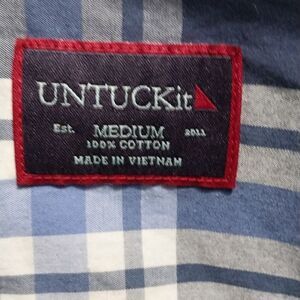 UNTUCKit
Est. MEDIUM 2011
100% COTTON
MADE IN VIETNAM